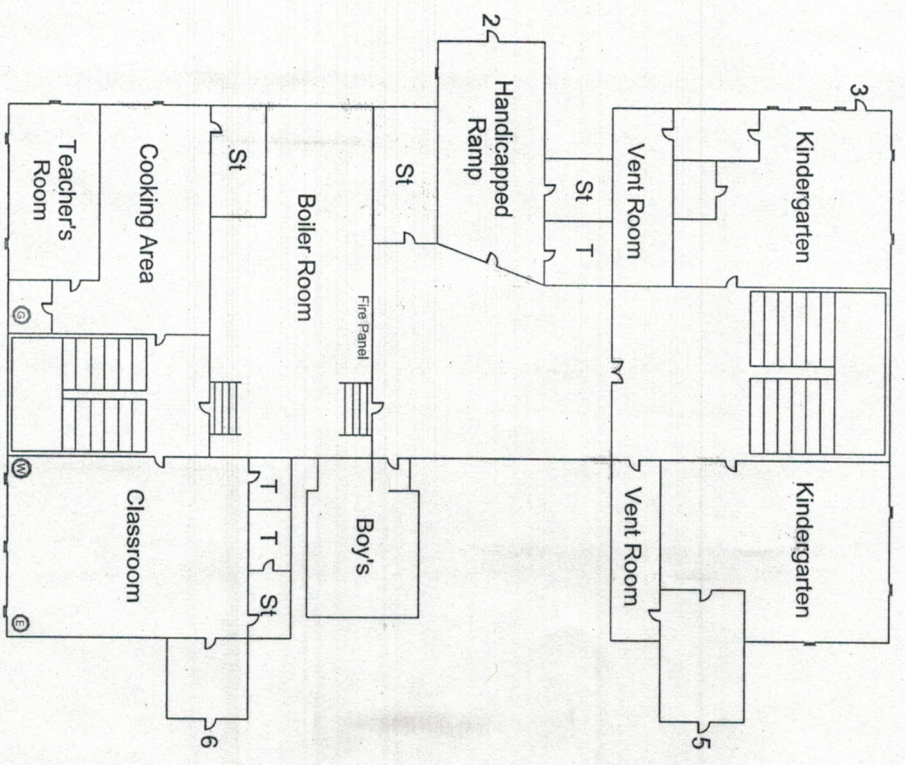 2
3
Handicapped
Ramp
Kindergarten
Vent Room
St
T
St
St
Cooking Area
Teacher's
Room
Boiler Room
Fire Panel
G
W
Classroom
T
T
St
Boy's
Vent Room
Kindergarten
E
6
5